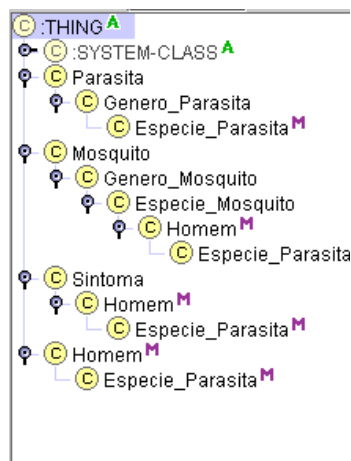 C :THING A
C :SYSTEM-CLASS A
C Parasita
C Genero_Parasita
C Especie_Parasita M
C Mosquito
C Genero_Mosquito
C Especie_Mosquito
C Homem M
C Especie_Parasita
C Sintoma
C Homem M
C Especie_Parasita M
C Homem M
C Especie_Parasita M